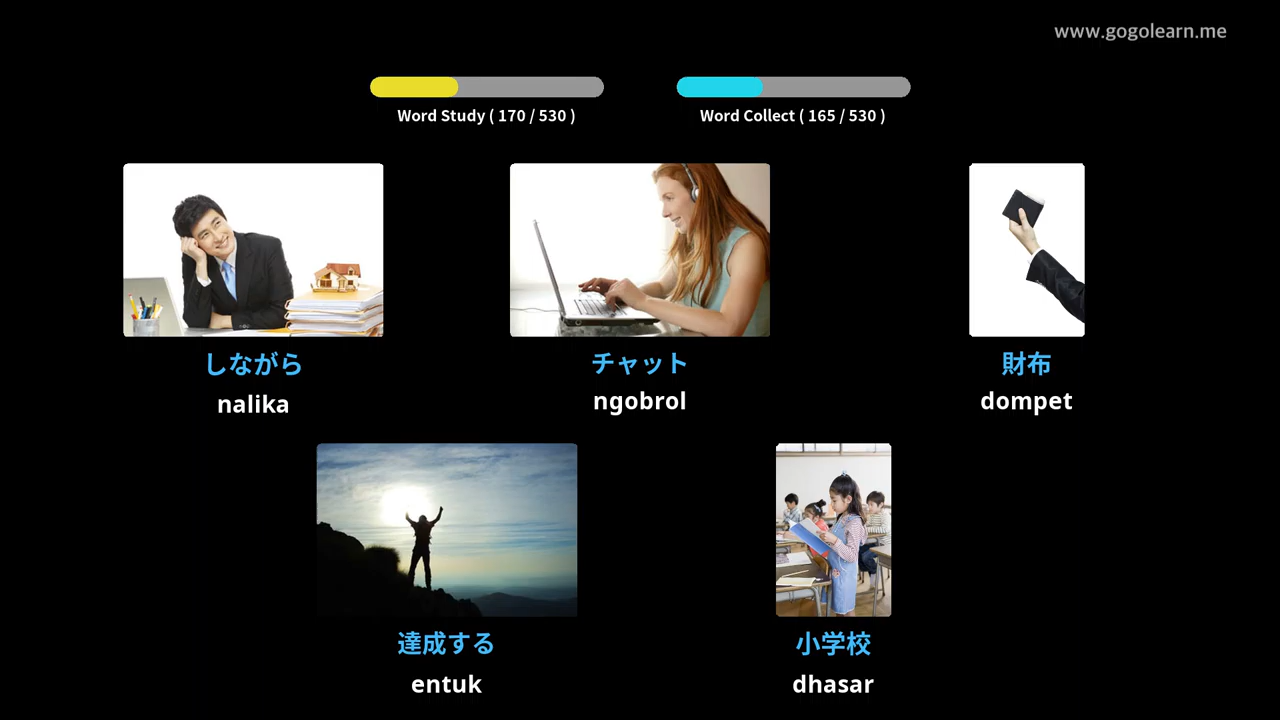 www.gogolearn.me
Word Study ( 170 / 530 )
Word Collect ( 165 / 530 )
しながら
nalika
チャット
ngobrol
財布
dompet
達成する
entuk
小学校
dhasar